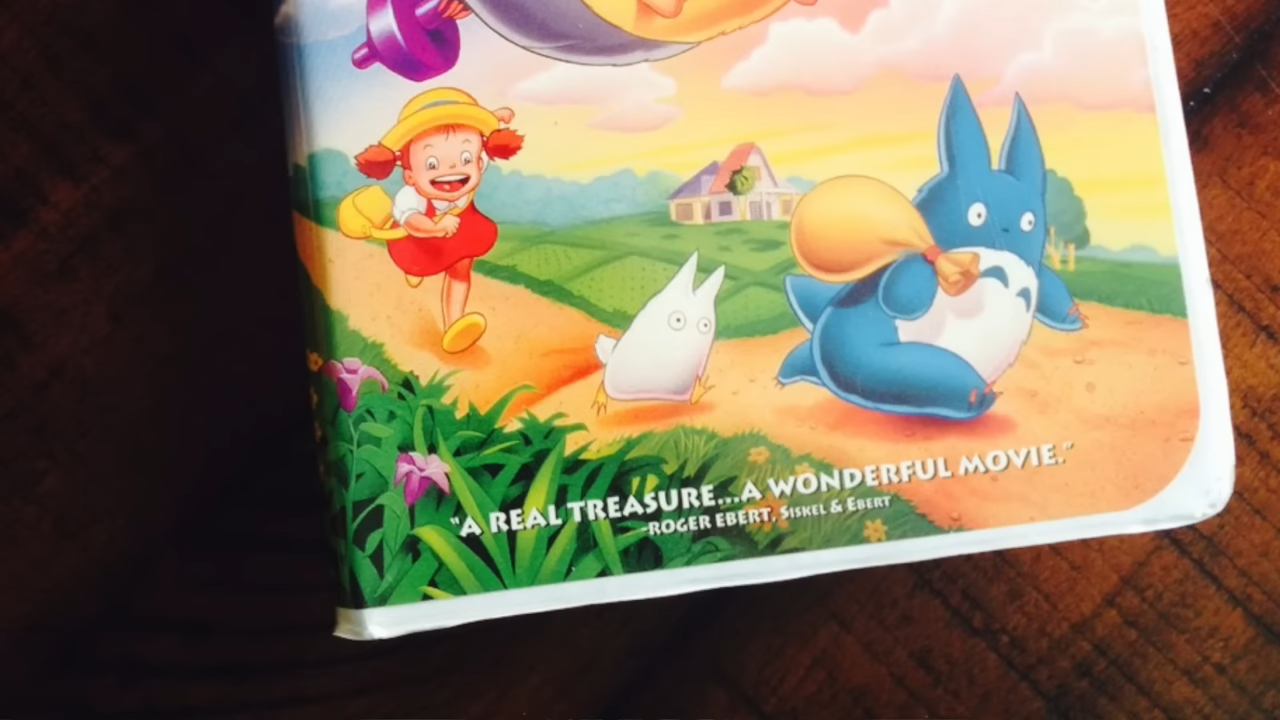 "A REAL TREASURE...A WONDERFUL MOVIE."
-ROGER EBERT, SISKEL & EBERT